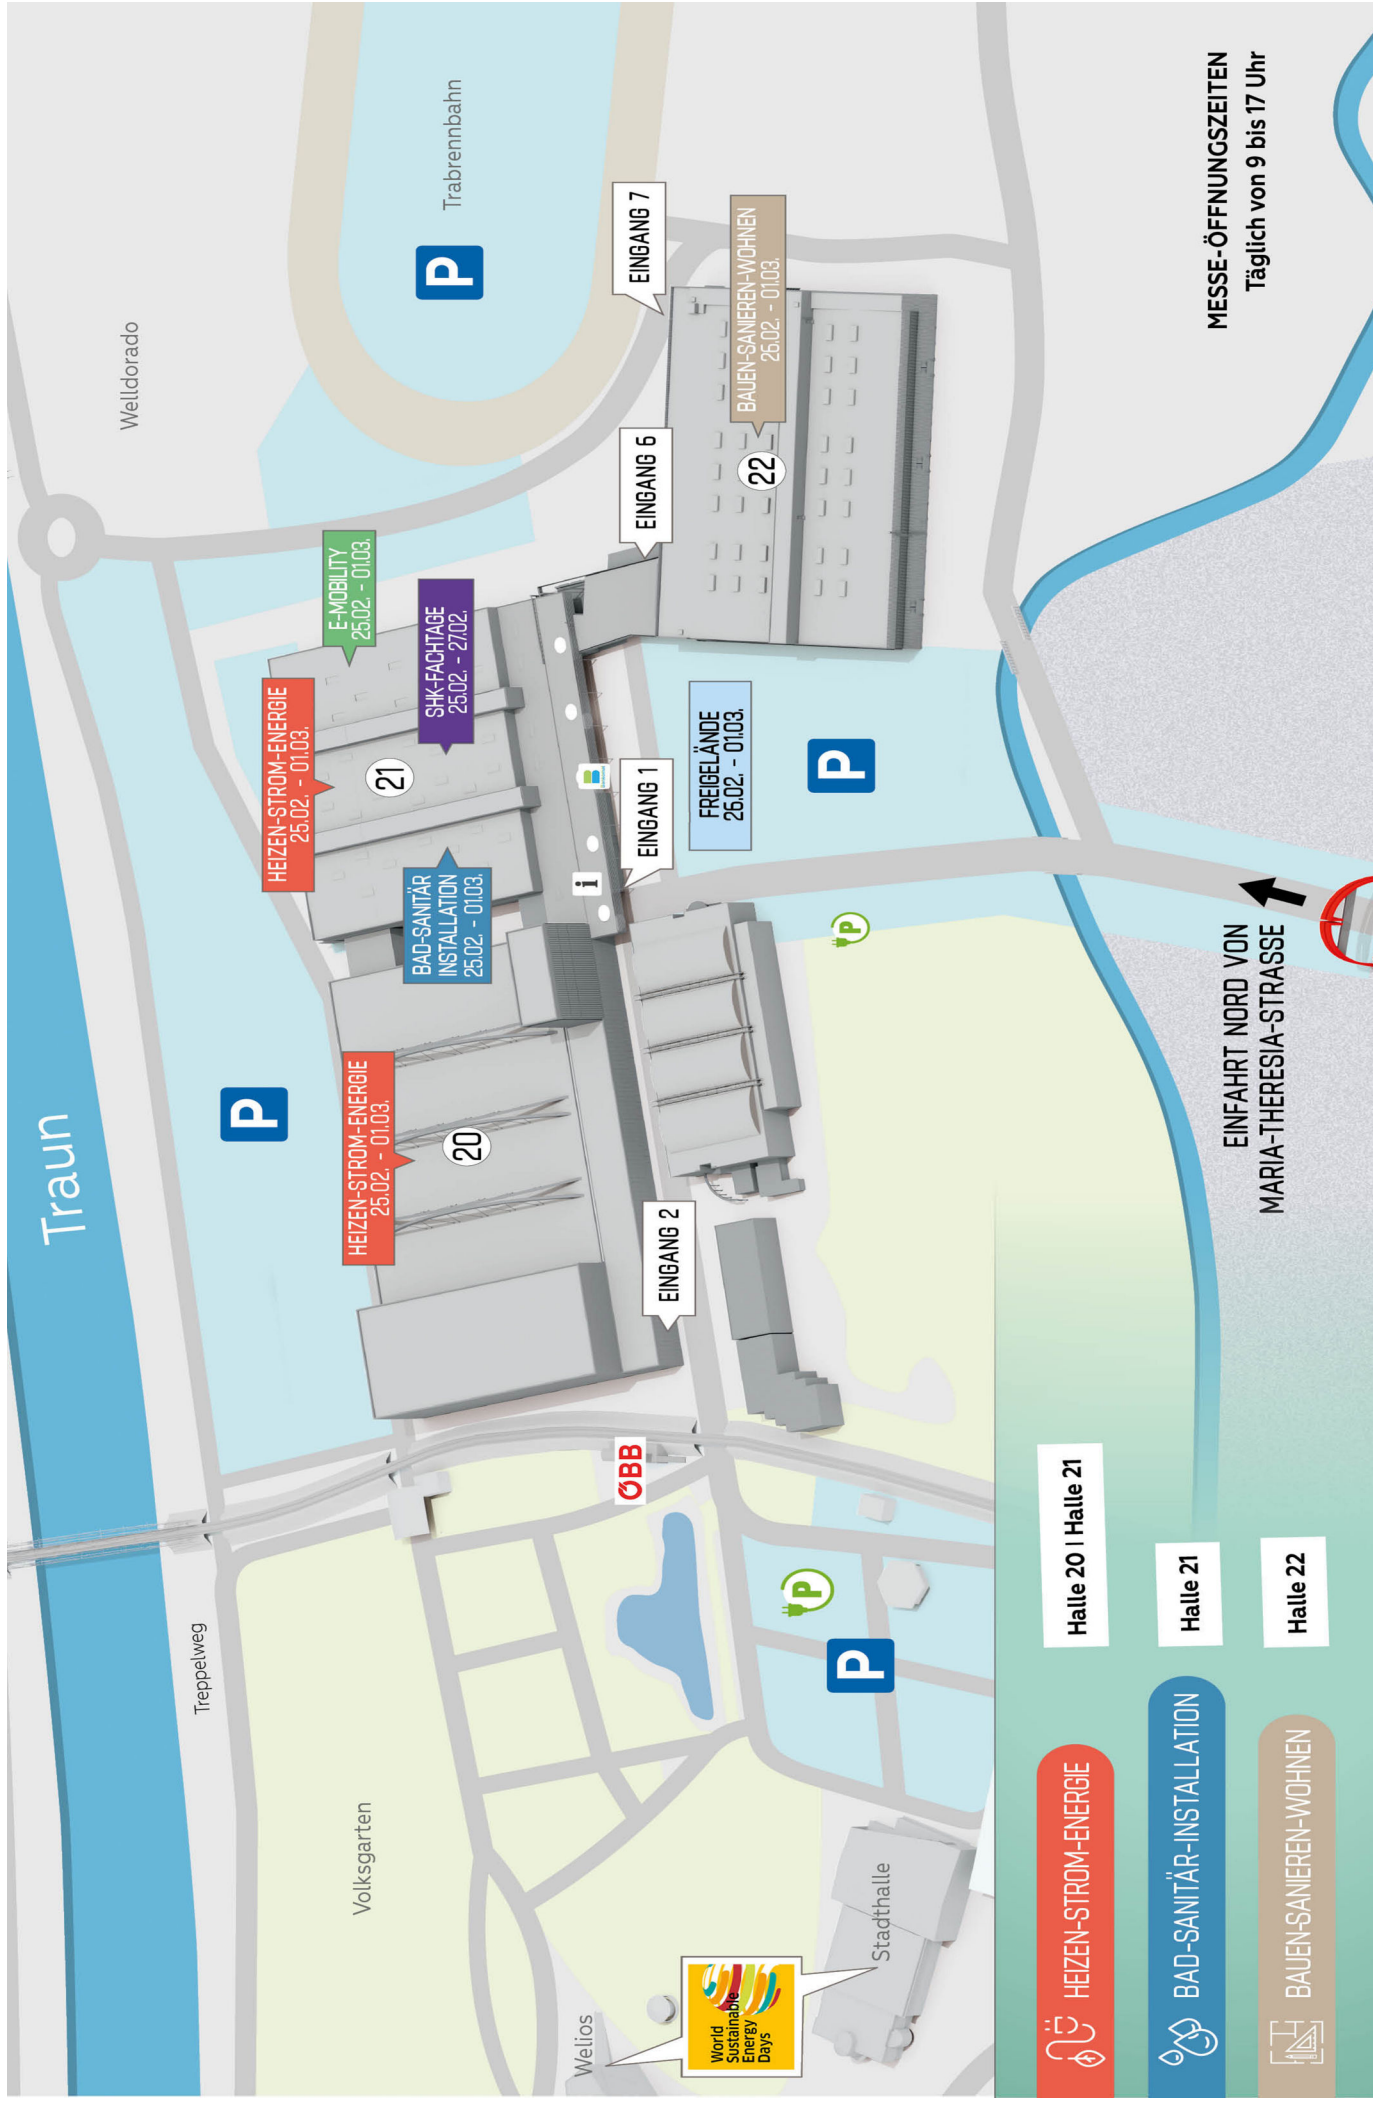 Traun
Treppelweg
Welldorado
Trabrennbahn
P
P
P
P
P
P
E-MOBILITY
25.02. - 01.03.
HEIZEN-STROM-ENERGIE
25.02. - 01.03.
SHK-FACHTAGE
25.02. - 27.02.
21
BAD-SANITÄR
INSTALLATION
25.02. - 01.03.
HEIZEN-STROM-ENERGIE
25.02. - 01.03.
20
EINGANG 7
EINGANG 6
BAUEN-SANIEREN-WOHNEN
26.02. - 01.03.
22
i
EINGANG 1
FREIGELÄNDE
26.02. - 01.03.
EINGANG 2
ÖBB
Volksgarten
Welios
World
Sustainable
Energy
Days
Stadthalle
MESSE-ÖFFNUNGSZEITEN
Täglich von 9 bis 17 Uhr
EINFAHRT NORD VON
MARIA-THERESIA-STRASSE
HEIZEN-STROM-ENERGIE
Halle 20 | Halle 21
BAD-SANITÄR-INSTALLATION
Halle 21
BAUEN-SANIEREN-WOHNEN
Halle 22